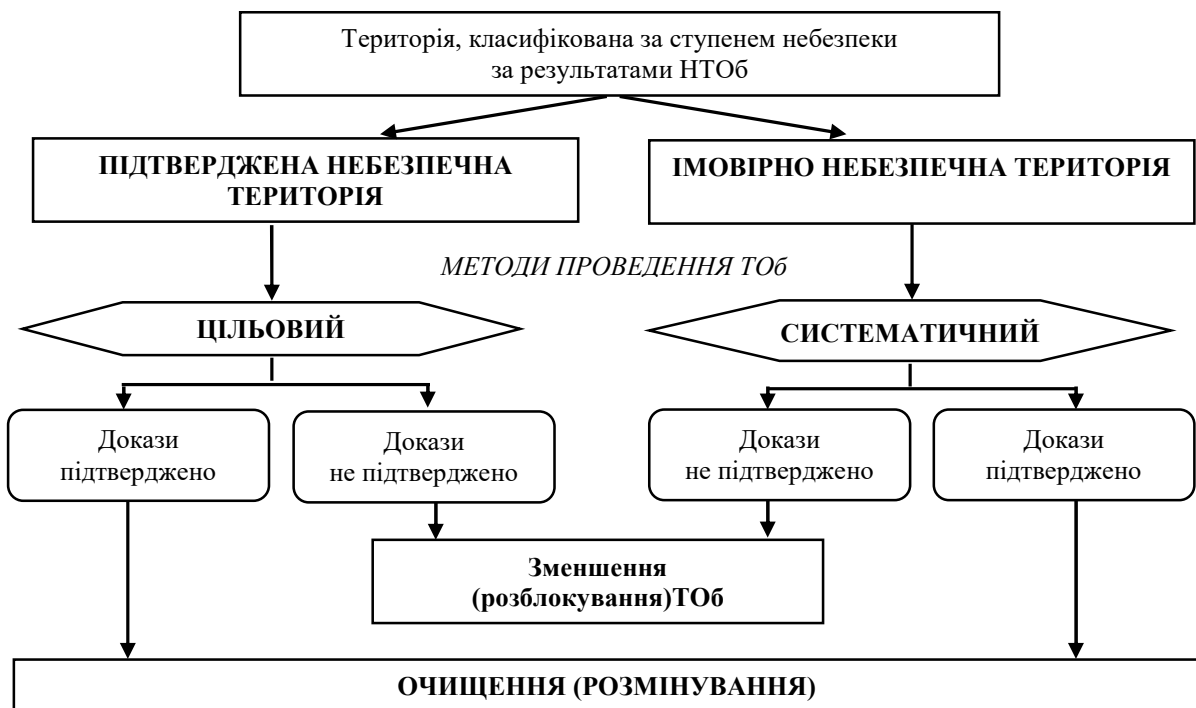 Територія, класифікована за ступенем небезпеки
за результатами НТОб
ПІДТВЕРДЖЕНА НЕБЕЗПЕЧНА
ТЕРИТОРІЯ
ІМОВІРНО НЕБЕЗПЕЧНА ТЕРИТОРІЯ
МЕТОДИ ПРОВЕДЕННЯ ТОб
ЦІЛЬОВИЙ
СИСТЕМАТИЧНИЙ
Докази
підтверджено
Докази
не підтверджено
Докази
не підтверджено
Докази
підтверджено
Зменшення
(розблокування)ТОб
ОЧИЩЕННЯ (РОЗМІНУВАННЯ)